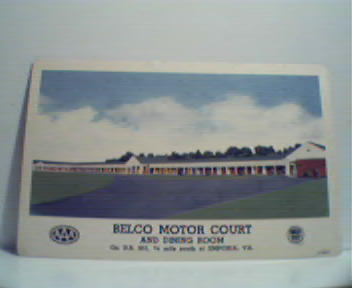 BELCO MOTOR COURT
AND DINING ROOM
On U.S. 301, ¾ mile south of EMPORIA, VA.
AAA